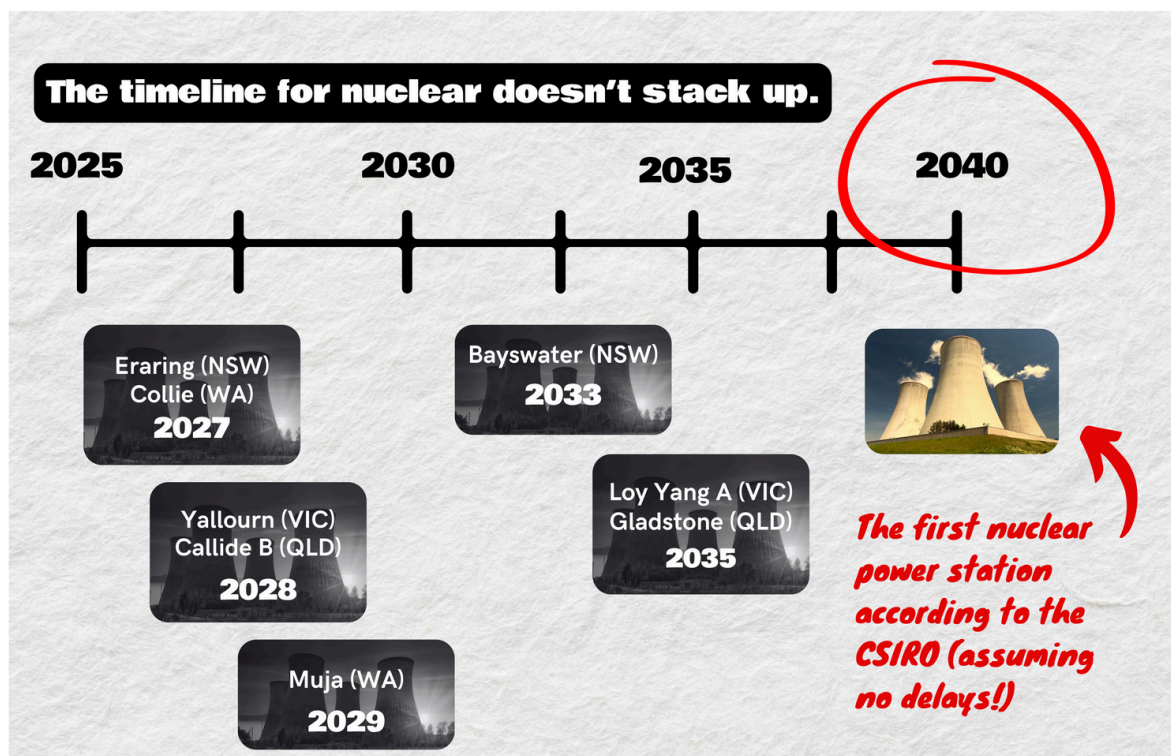 The timeline for nuclear doesn't stack up.
2025
2030
2035
2040
Eraring (NSW)
Collie (WA)
2027
Bayswater (NSW)
2033
Yallourn (VIC)
Callide B (QLD)
2028
Loy Yang A (VIC)
Gladstone (QLD)
2035
Muja (WA)
2029
The first nuclear
power station
according to the
CSIRO (assuming
no delays!)